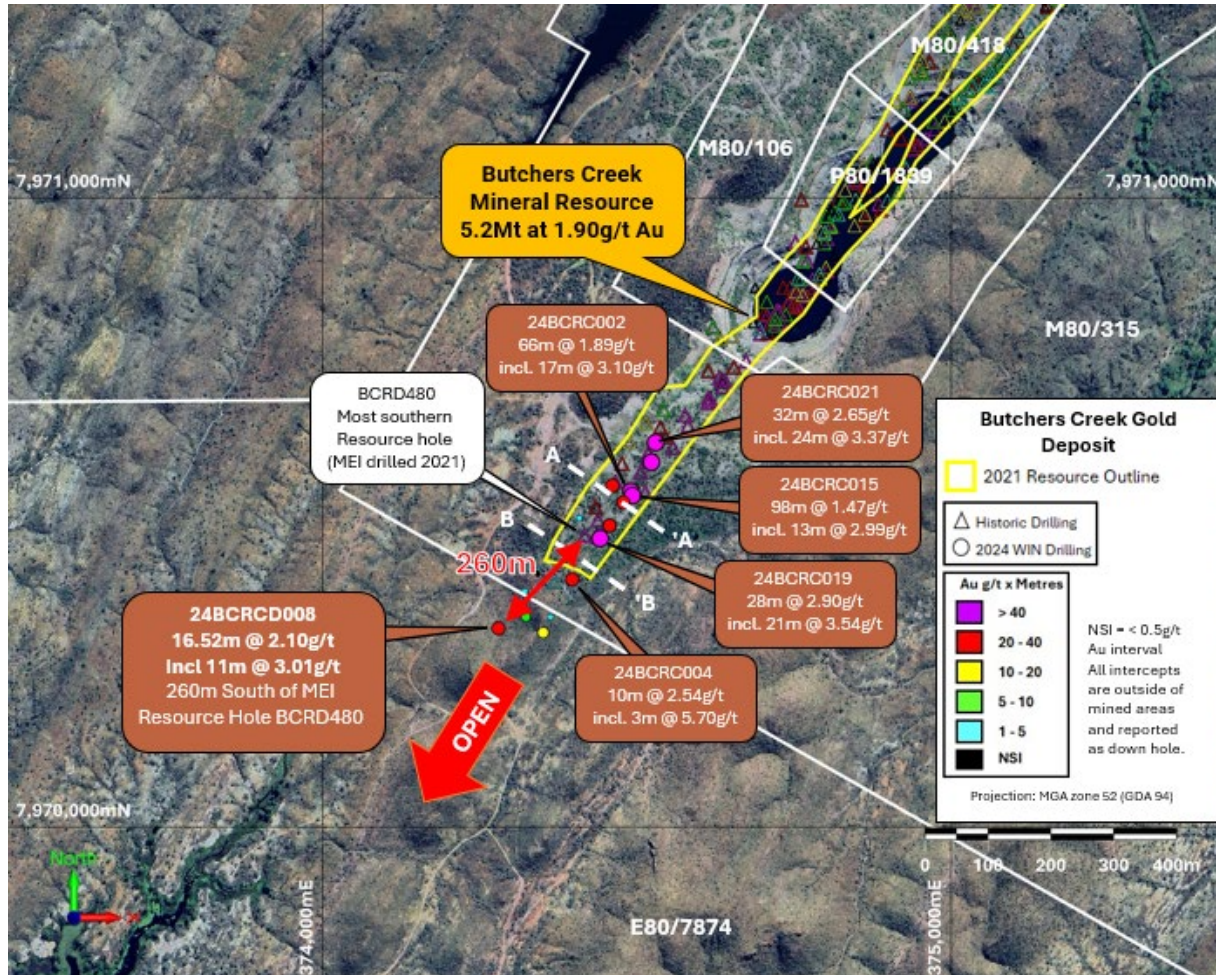 M80/418
M80/106
P80/1839
7,971,000mN
7,971,000mN
Butchers Creek
Mineral Resource
5.2Mt at 1.90g/t Au
M80/315
24BCRC002
66m @ 1.89g/t
incl. 17m @ 3.10g/t
BCRD480
Most southern
Resource hole
(MEI drilled 2021)
24BCRC021
32m @ 2.65g/t
incl. 24m @ 3.37g/t
A
24BCRC015
98m @ 1.47g/t
incl. 13m @ 2.99g/t
B
'A
260m
24BCRC019
28m @ 2.90g/t
incl. 21m @ 3.54g/t
'B
24BCRCD008
16.52m @ 2.10g/t
Incl 11m @ 3.01g/t
260m South of MEI
Resource Hole BCRD480
24BCRC004
10m @ 2.54g/t
incl. 3m @ 5.70g/t
OPEN
Butchers Creek Gold
Deposit
2021 Resource Outline
Historic Drilling
2024 WIN Drilling
Au g/t x Metres
> 40
20 - 40
10 - 20
5 - 10
1 - 5
NSI
NSI = < 0.5g/t
Au interval
All intercepts
are outside of
mined areas
and reported
as down hole.
Projection: MGA zone 52 (GDA 94)
7,970,000mN
0 100 200 300 400m
North
374,000mE
375,000mE
E80/7874